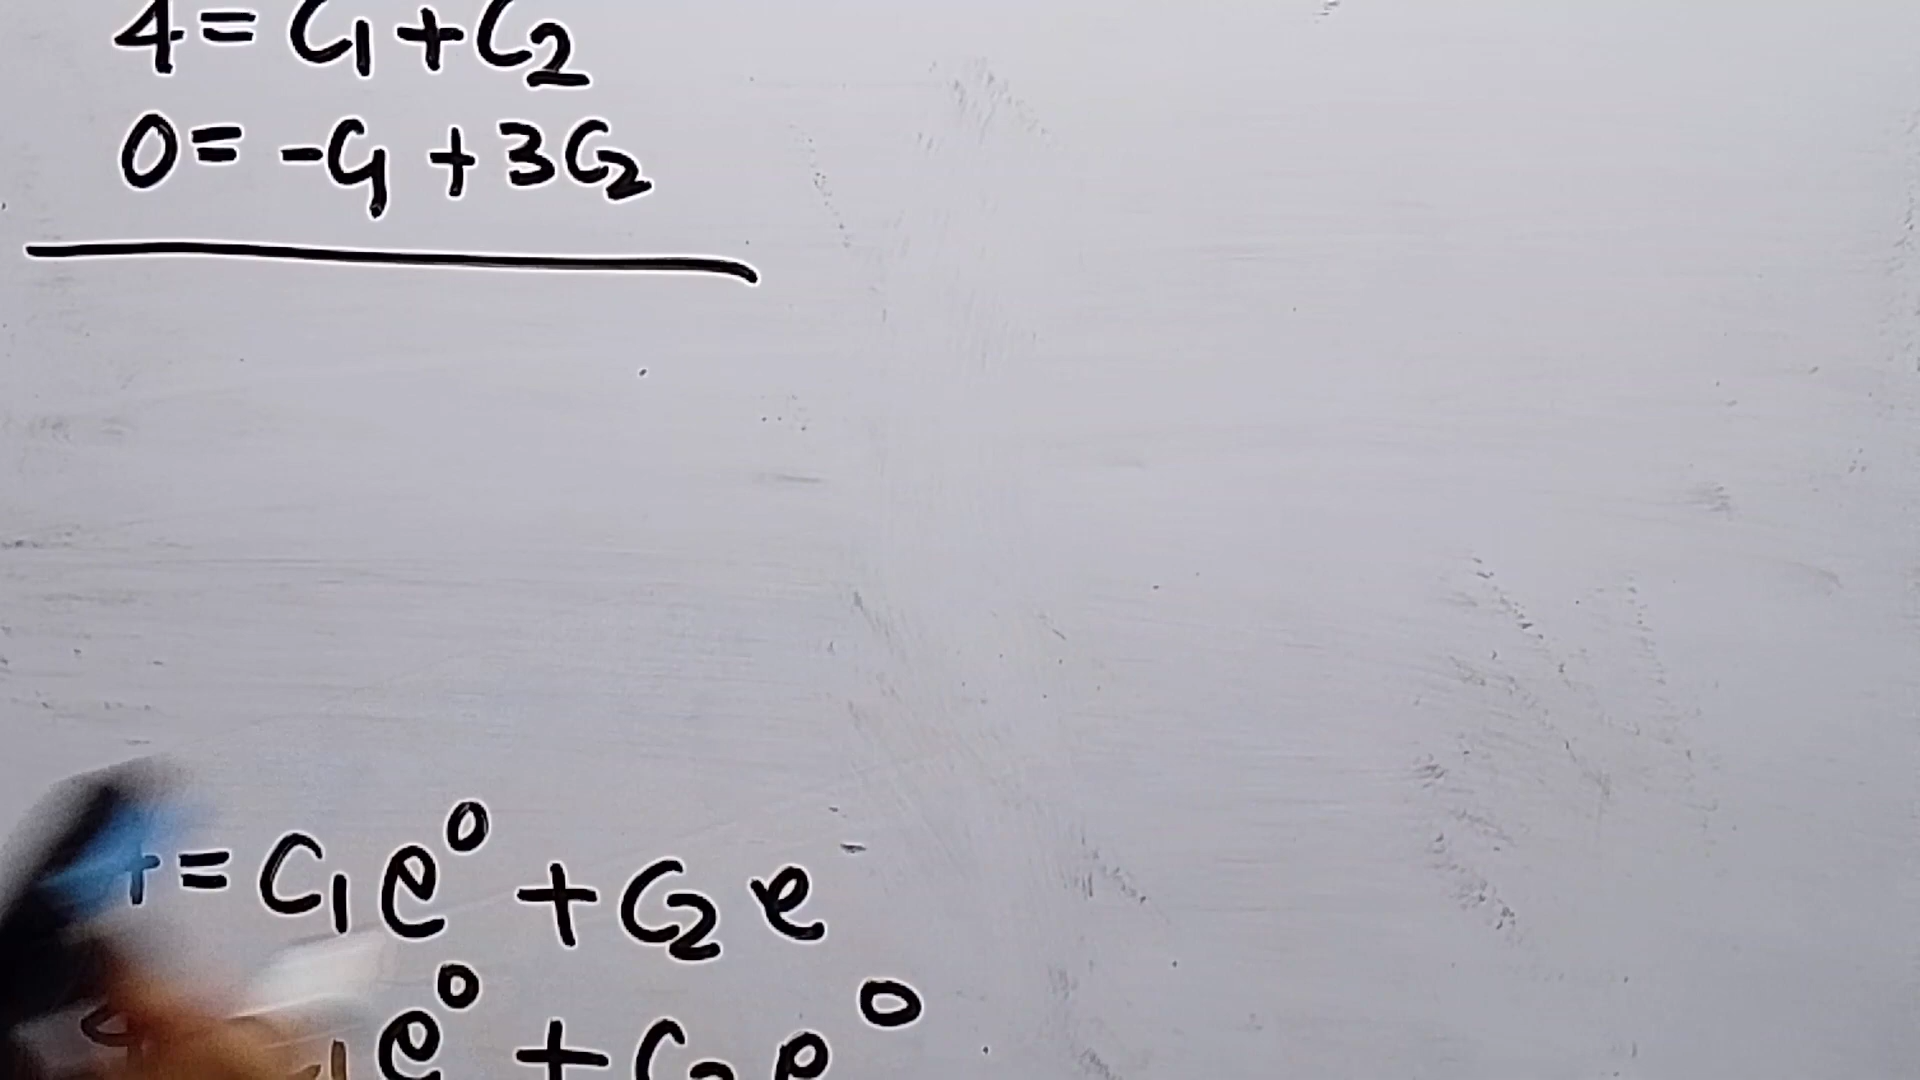 4 = C₁ + C₂
0 = -C₁ + 3C₂
= C₁e⁰ + C₂e
e⁰ + C₂e⁰